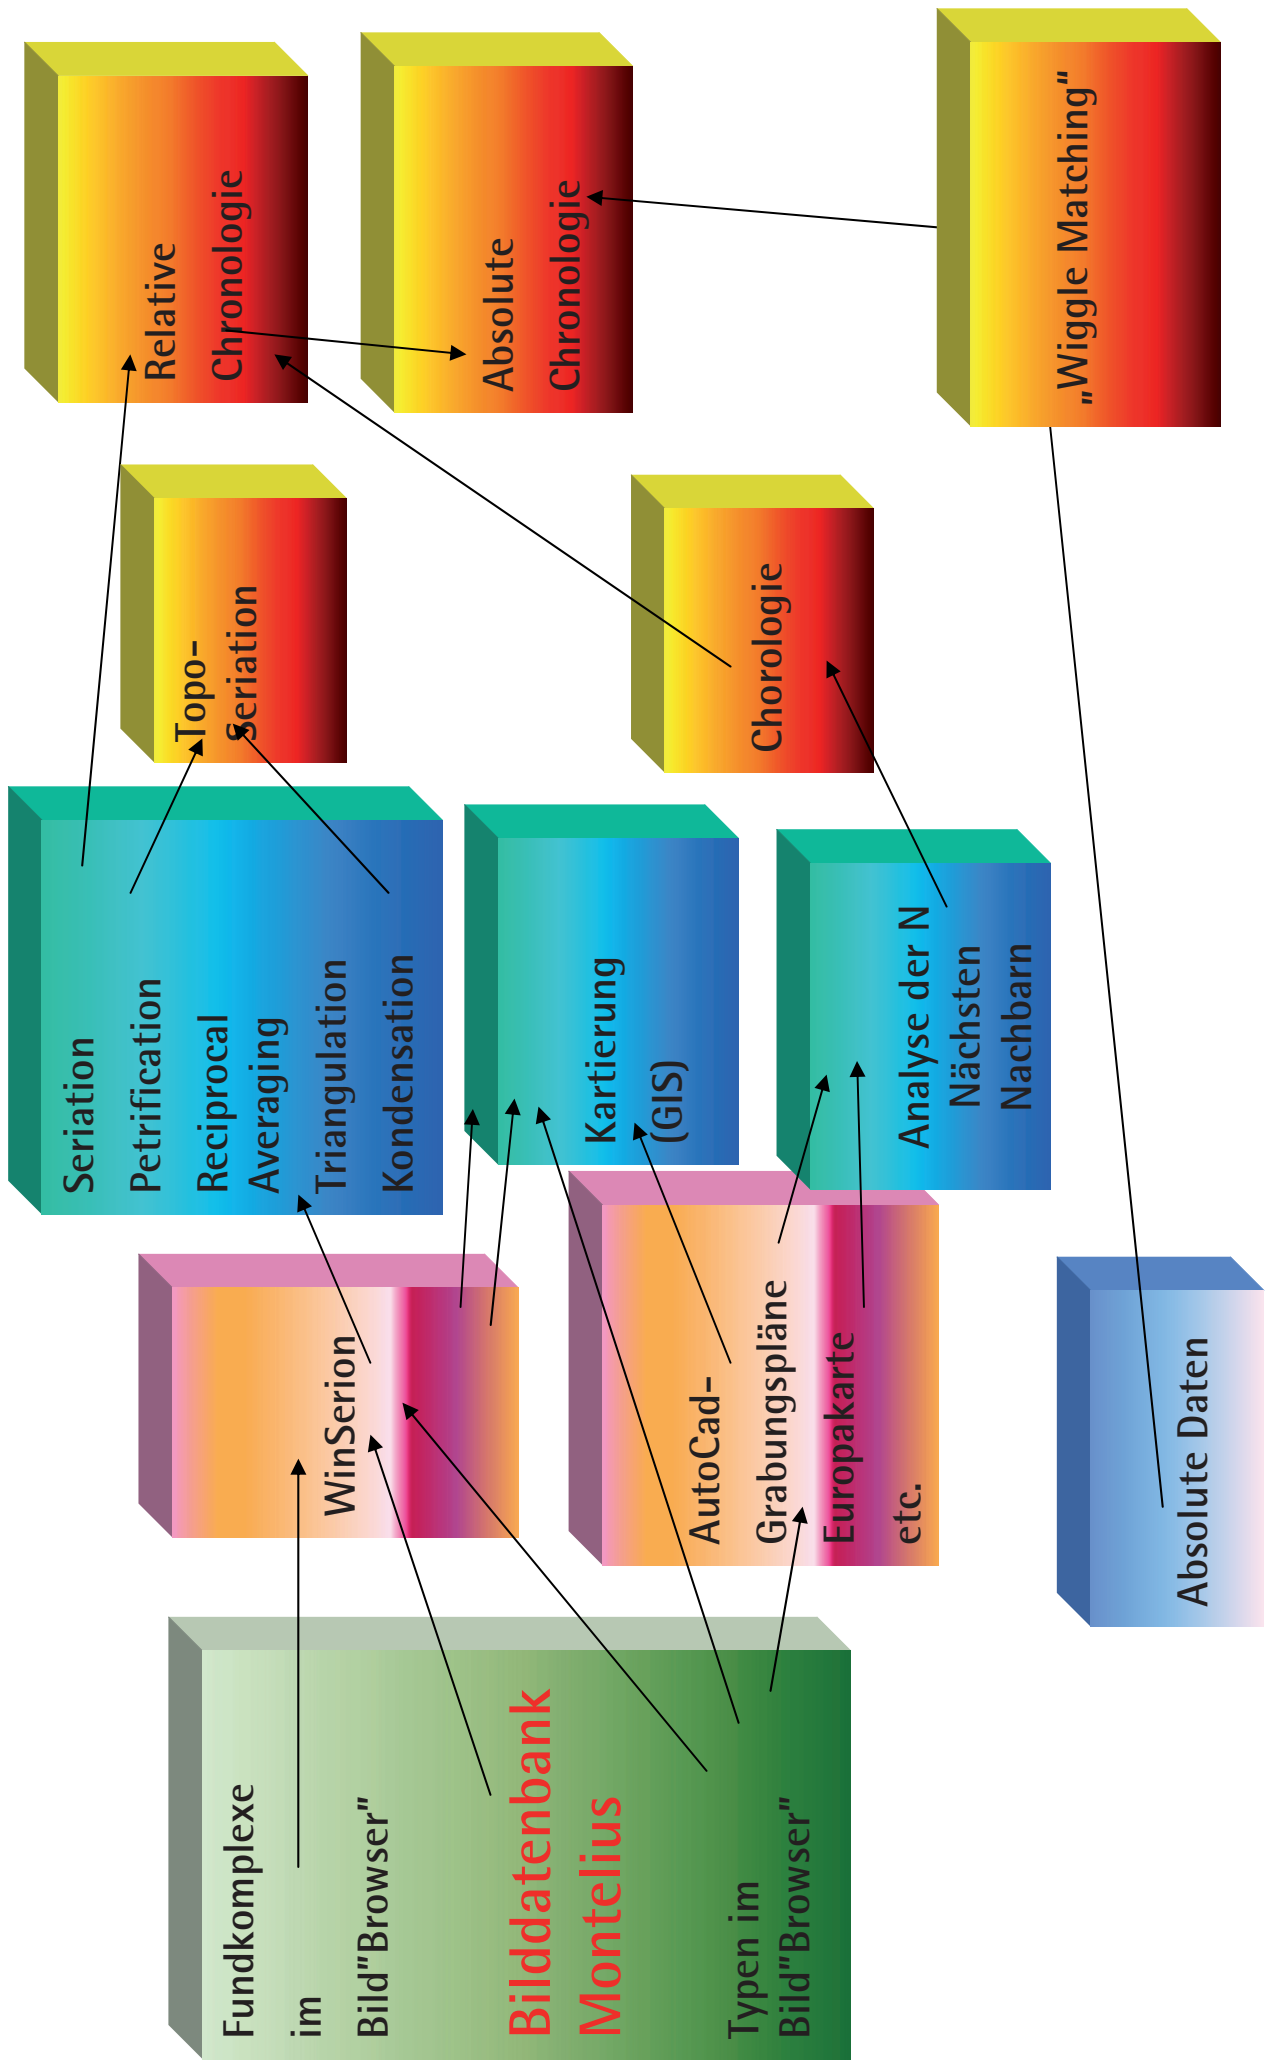 Fundkomplexe
im
Bild"Browser"
Bilddatenbank
Montelius
Typen im
Bild"Browser"
WinSerion
AutoCad-
Grabungspläne
Europakarte
etc.
Absolute Daten
Seriation
Petrification
Reciprocal
Averaging
Triangulation
Kondensation
Kartierung
(GIS)
Analyse der N
Nächsten
Nachbarn
Topo-
Seriation
Chorologie
Relative
Chronologie
Absolute
Chronologie
„Wiggle Matching“